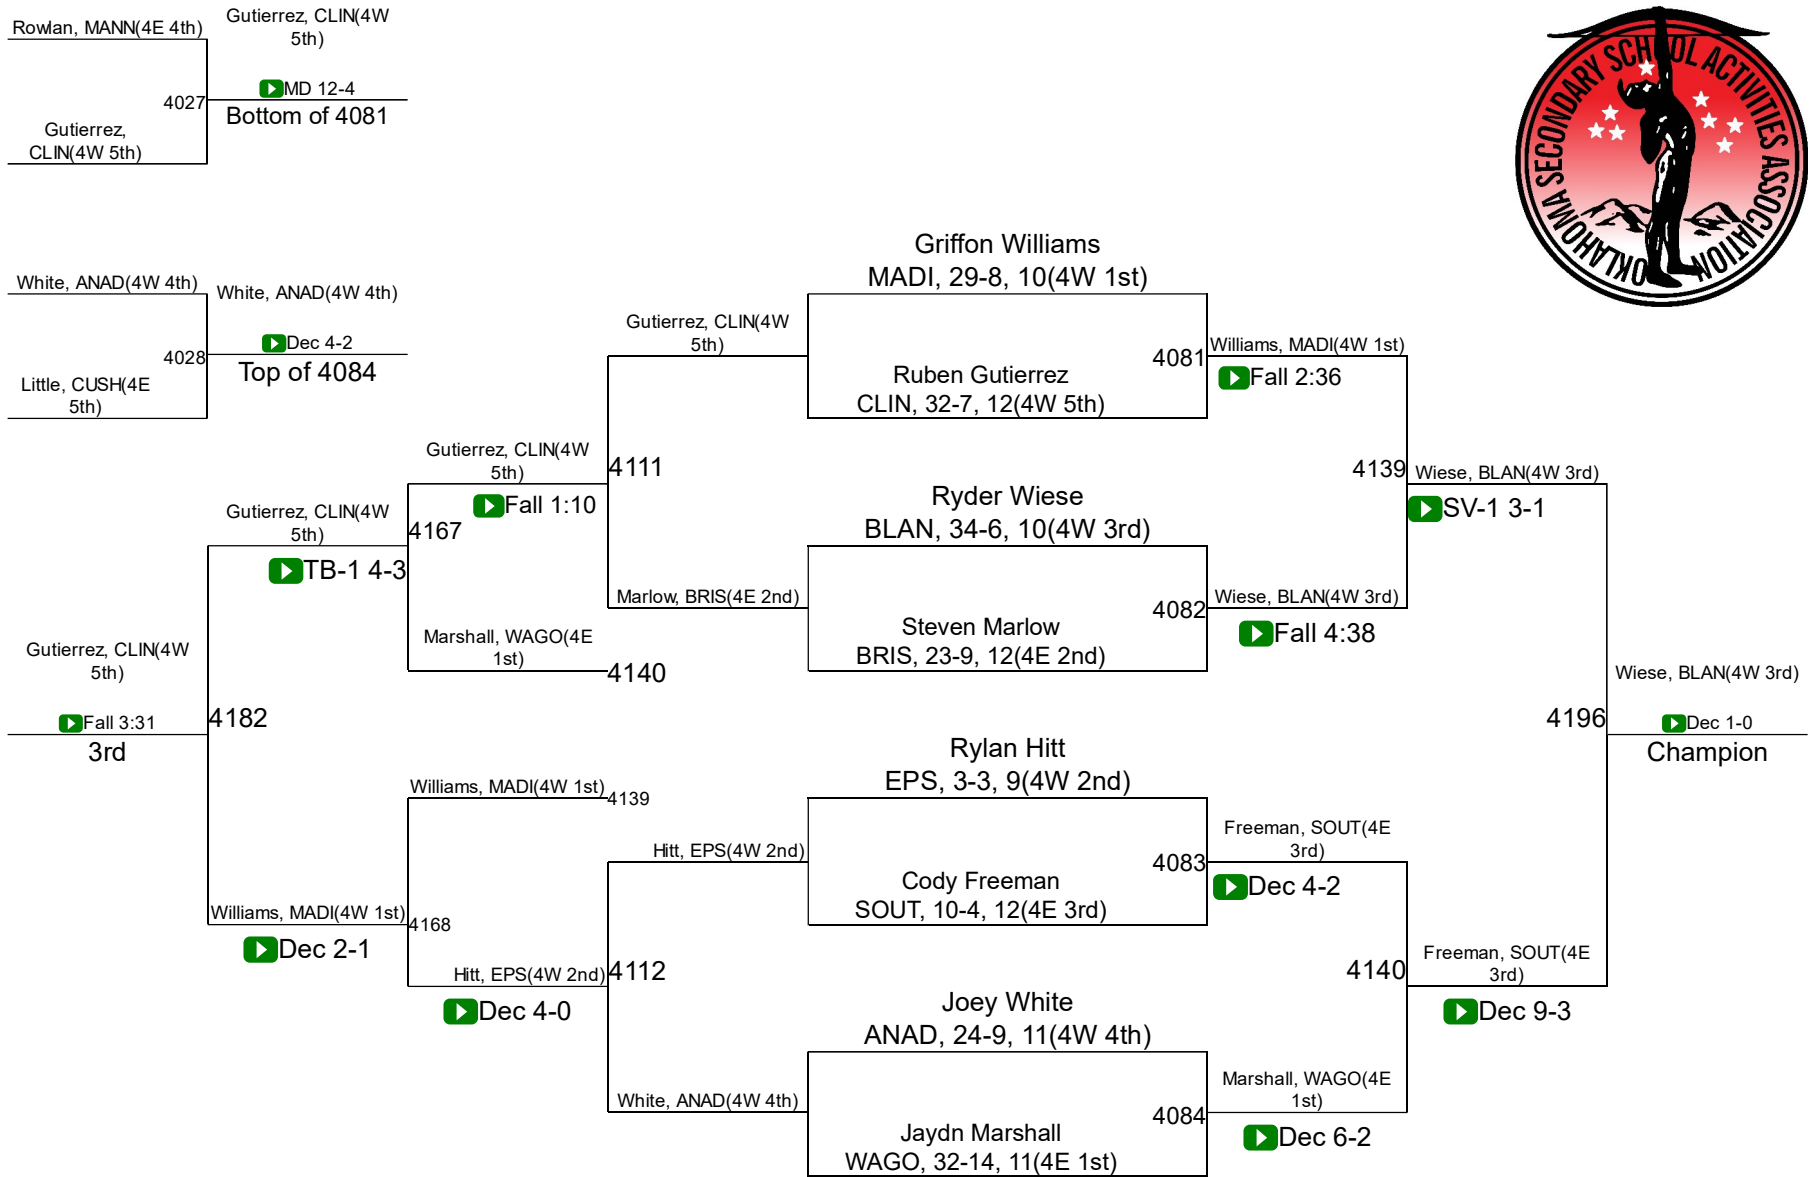 Rowlan, MANN(4E 4th)
4027
Gutierrez,
CLIN(4W 5th)
Gutierrez, CLIN(4W
5th)
MD 12-4
Bottom of 4081
White, ANAD(4W 4th)
4028
Little, CUSH(4E
5th)
White, ANAD(4W 4th)
Dec 4-2
Top of 4084
OKLAHOMA SECONDARY SCHOOL ACTIVITIES ASSOCIATION
Griffon Williams
MADI, 29-8, 10(4W 1st)
4081
Ruben Gutierrez
CLIN, 32-7, 12(4W 5th)
Ryder Wiese
BLAN, 34-6, 10(4W 3rd)
4082
Steven Marlow
BRIS, 23-9, 12(4E 2nd)
Rylan Hitt
EPS, 3-3, 9(4W 2nd)
4083
Cody Freeman
SOUT, 10-4, 12(4E 3rd)
Joey White
ANAD, 24-9, 11(4W 4th)
4084
Jaydn Marshall
WAGO, 32-14, 11(4E 1st)
Williams, MADI(4W 1st)
Fall 2:36
4139
Wiese, BLAN(4W 3rd)
Fall 4:38
Freeman, SOUT(4E
3rd)
Dec 4-2
4140
Marshall, WAGO(4E
1st)
Dec 6-2
Wiese, BLAN(4W 3rd)
SV-1 3-1
4196
Freeman, SOUT(4E
3rd)
Dec 9-3
Wiese, BLAN(4W 3rd)
Dec 1-0
Champion
Gutierrez, CLIN(4W
5th)
4111
Marlow, BRIS(4E 2nd)
Hitt, EPS(4W 2nd)
4112
White, ANAD(4W 4th)
Gutierrez, CLIN(4W
5th)
Fall 1:10
4167
Marshall, WAGO(4E
1st)
4140
Williams, MADI(4W 1st)
4139
4168
Hitt, EPS(4W 2nd)
Dec 4-0
Gutierrez, CLIN(4W
5th)
TB-1 4-3
4182
Williams, MADI(4W 1st)
Dec 2-1
Gutierrez, CLIN(4W
5th)
Fall 3:31
3rd